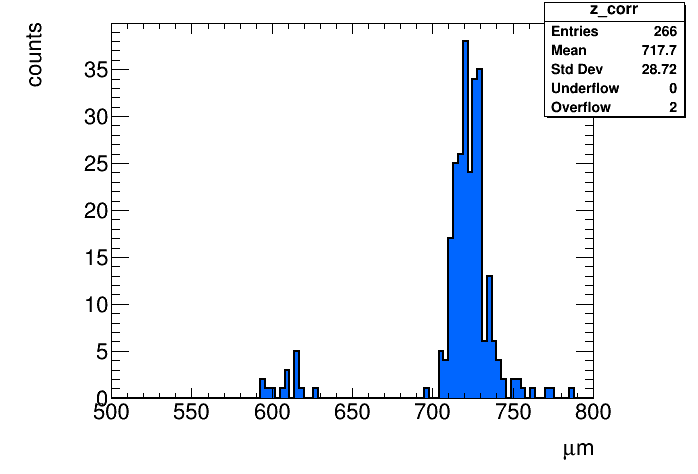 z_corr
Entries 266
Mean 717.7
Std Dev 28.72
Underflow 0
Overflow 2
counts
35
30
25
20
15
10
5
0
500 550 600 650 700 750 800
μm